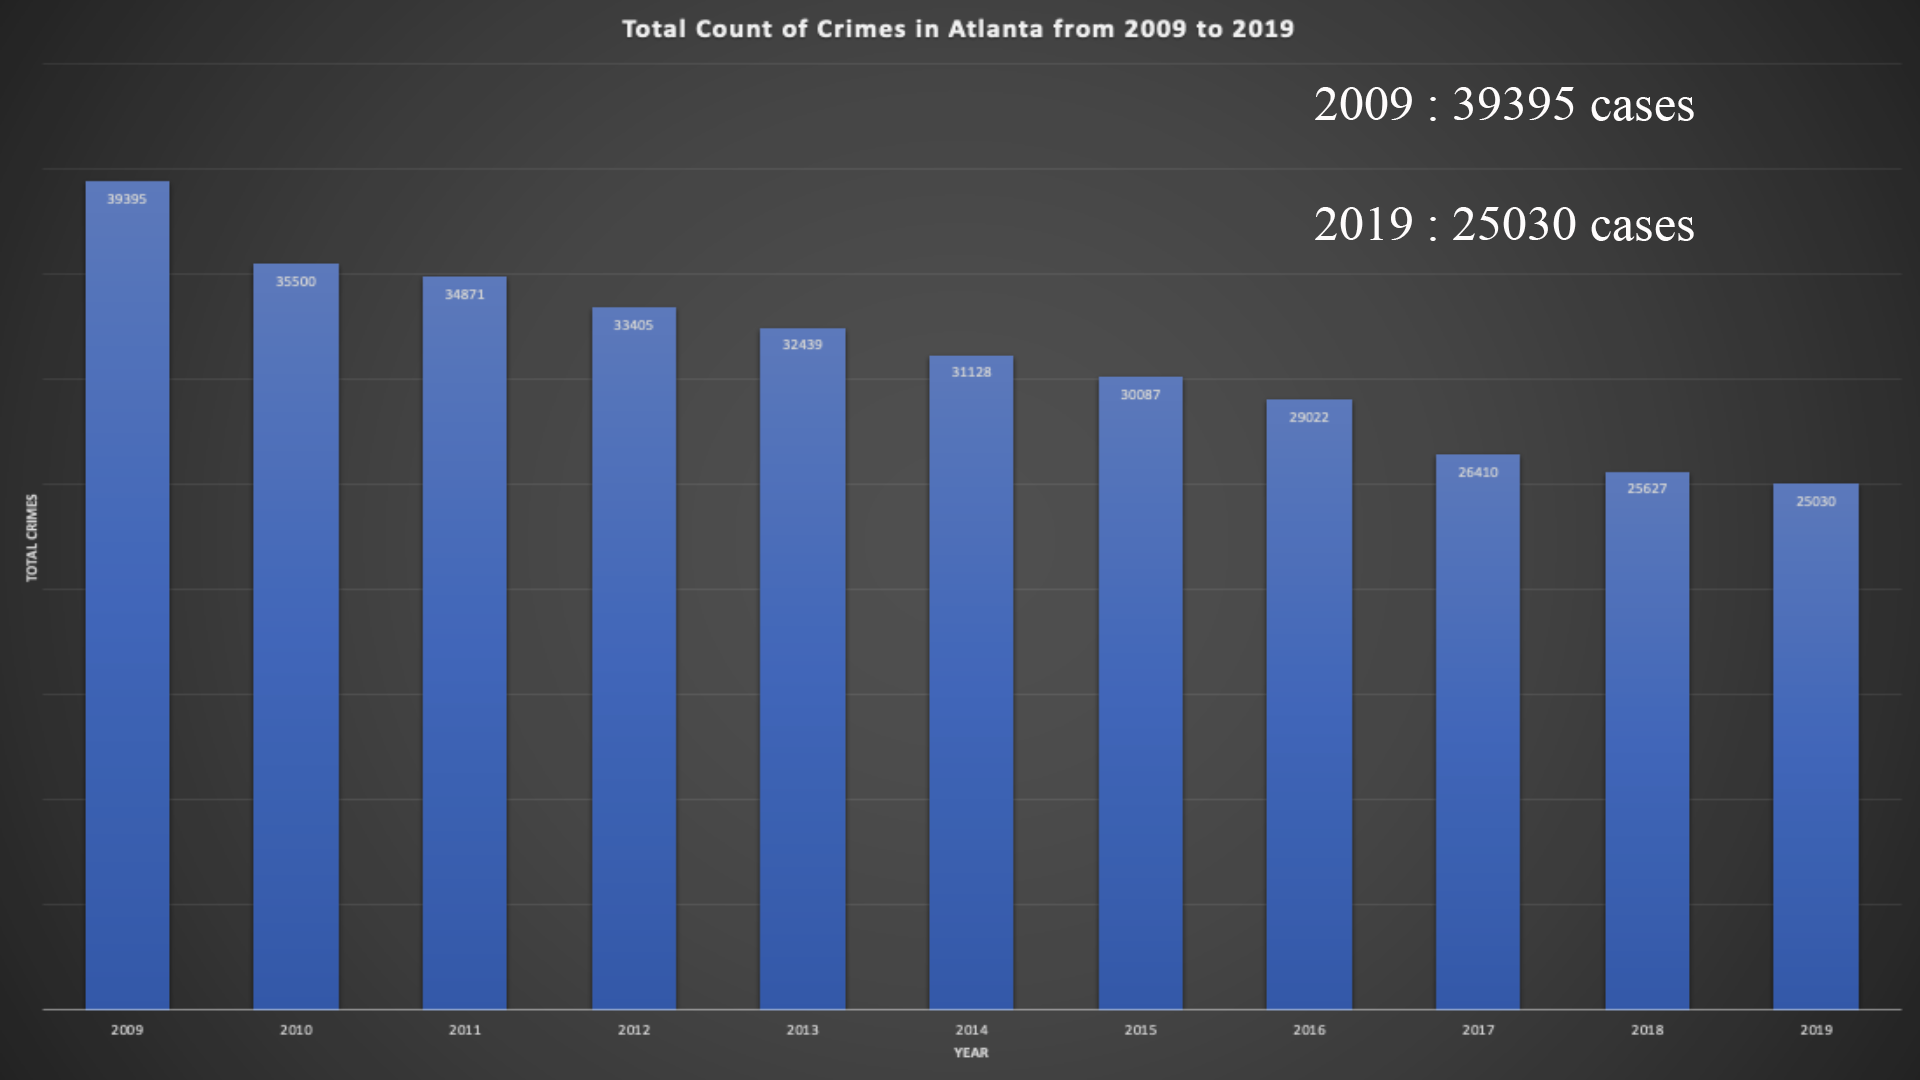 Total Count of Crimes in Atlanta from 2009 to 2019
2009 : 39395 cases
2019 : 25030 cases
TOTAL CRIMES
39395
35500
34871
33405
32439
31128
30087
29022
26410
25627
25030
2009 2010 2011 2012 2013 2014 2015 2016 2017 2018 2019
YEAR